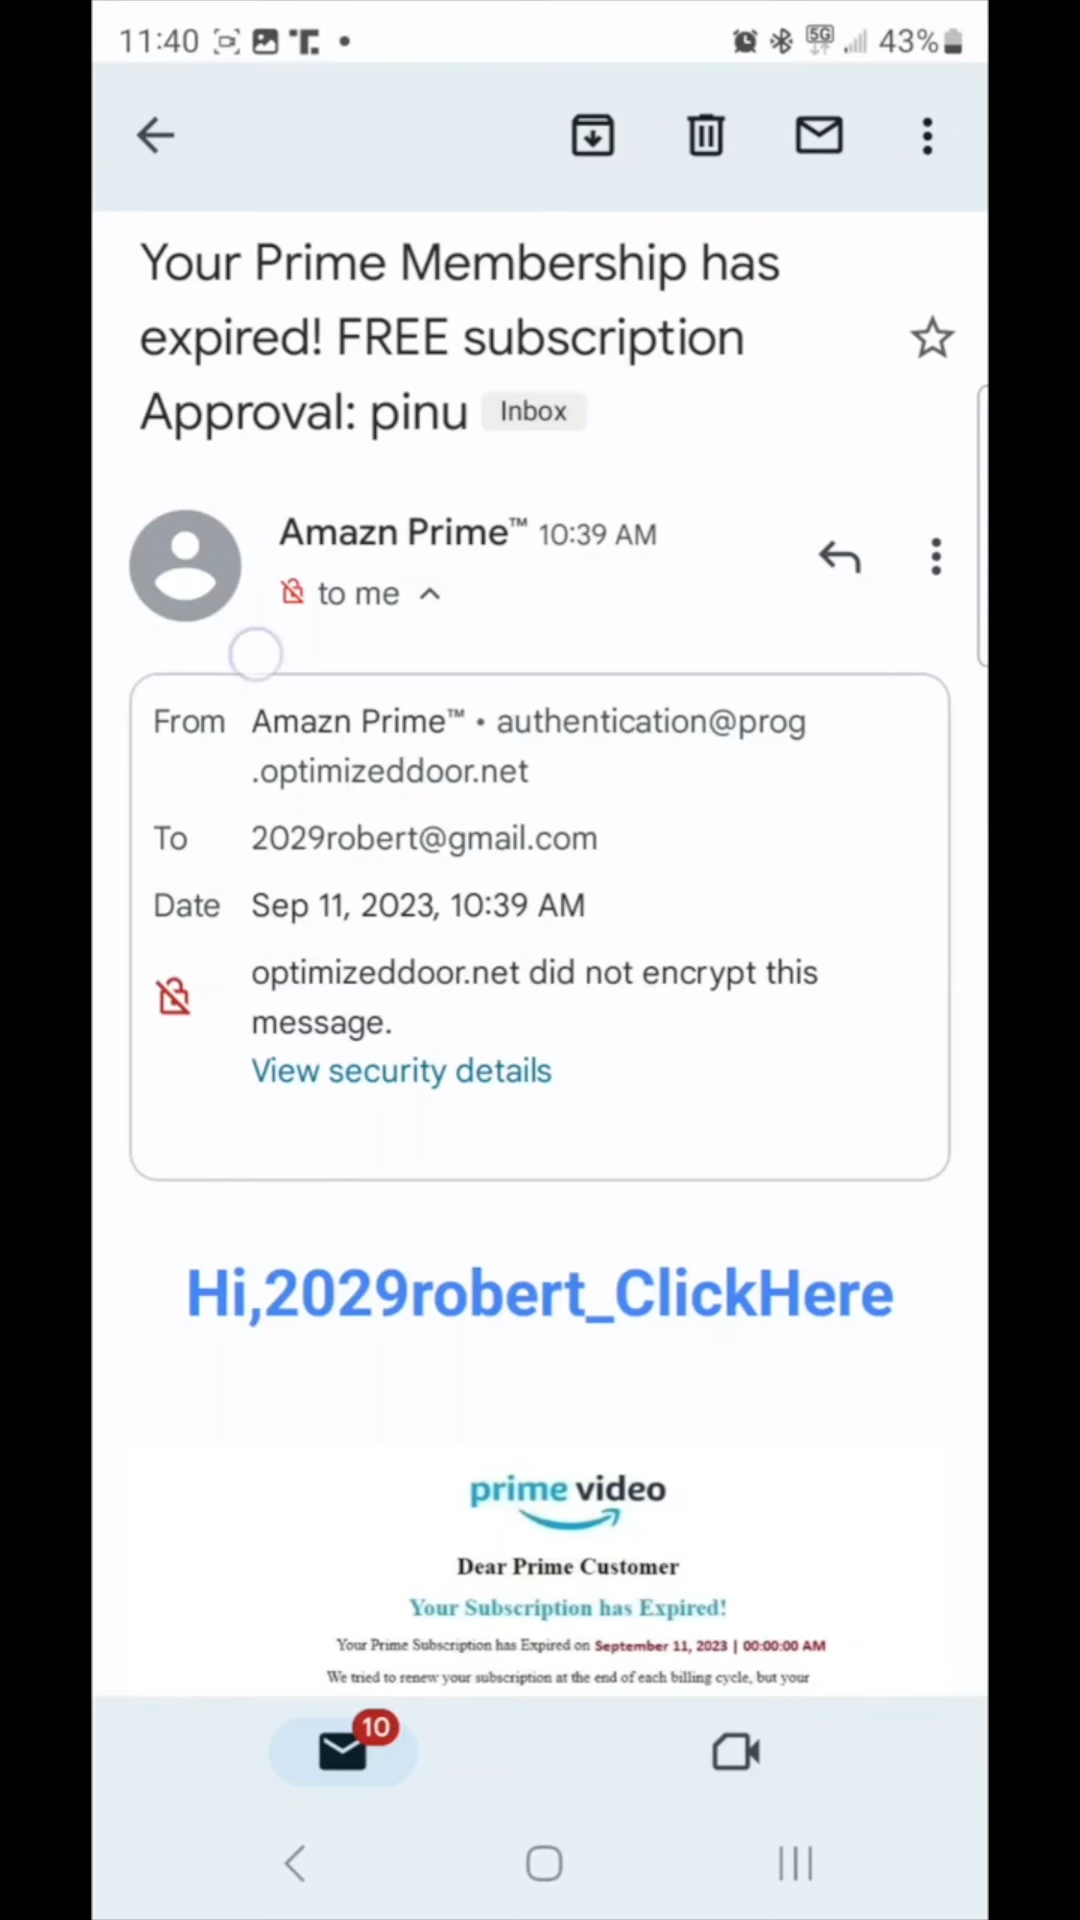 11:40 5G 43%
Your Prime Membership has
expired! FREE subscription
Approval: pinu Inbox
Amazn Prime™ 10:39 AM
to me
From Amazn Prime™ • authentication@prog
.optimizeddoor.net
To 2029robert@gmail.com
Date Sep 11, 2023, 10:39 AM
optimizeddoor.net did not encrypt this
message.
View security details
Hi,2029robert_ClickHere
prime video
Dear Prime Customer
Your Subscription has Expired!
Your Prime Subscription has Expired on September 11, 2023 | 00:00:00 AM
We tried to renew your subscription at the end of each billing cycle, but your
10